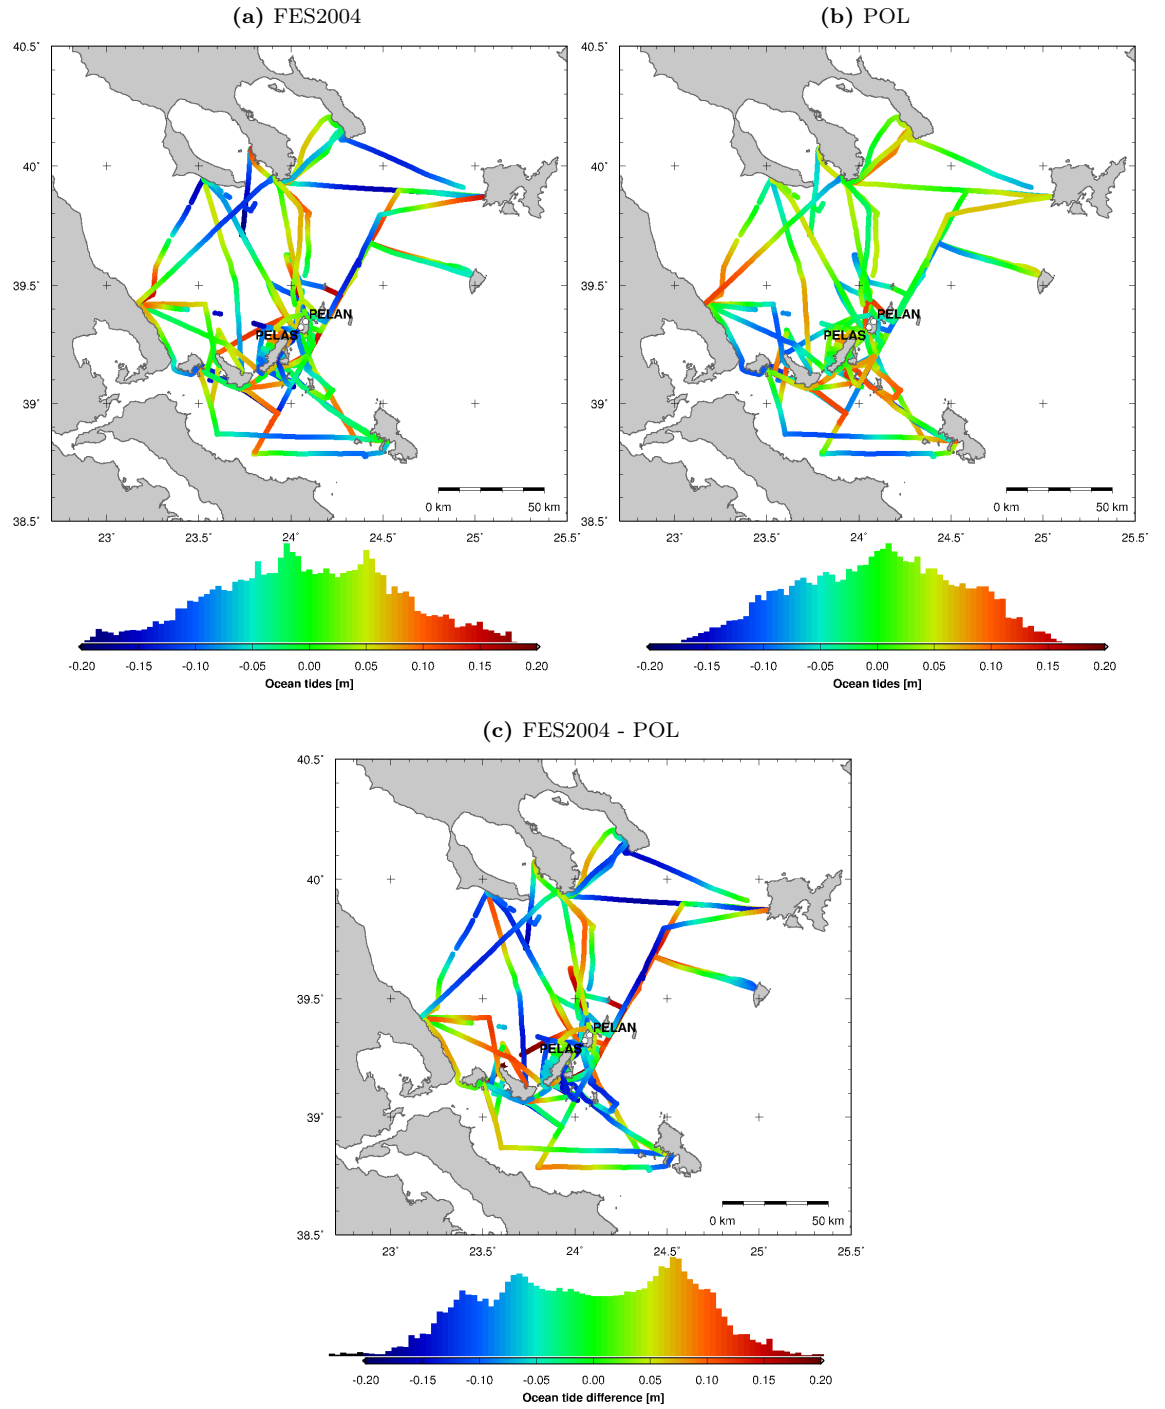 (a) FES2004
40.5˚
40˚
39.5˚
39˚
38.5˚
23˚ 23.5˚ 24˚ 24.5˚ 25˚ 25.5˚
PELAN
PELAS
0 km 50 km
-0.20 -0.15 -0.10 -0.05 0.00 0.05 0.10 0.15 0.20
Ocean tides [m]
(b) POL
40.5˚
40˚
39.5˚
39˚
38.5˚
23˚ 23.5˚ 24˚ 24.5˚ 25˚ 25.5˚
PELAN
PELAS
0 km 50 km
-0.20 -0.15 -0.10 -0.05 0.00 0.05 0.10 0.15 0.20
Ocean tides [m]
(c) FES2004 - POL
40.5˚
40˚
39.5˚
39˚
38.5˚
23˚ 23.5˚ 24˚ 24.5˚ 25˚ 25.5˚
PELAN
PELAS
0 km 50 km
-0.20 -0.15 -0.10 -0.05 0.00 0.05 0.10 0.15 0.20
Ocean tide difference [m]